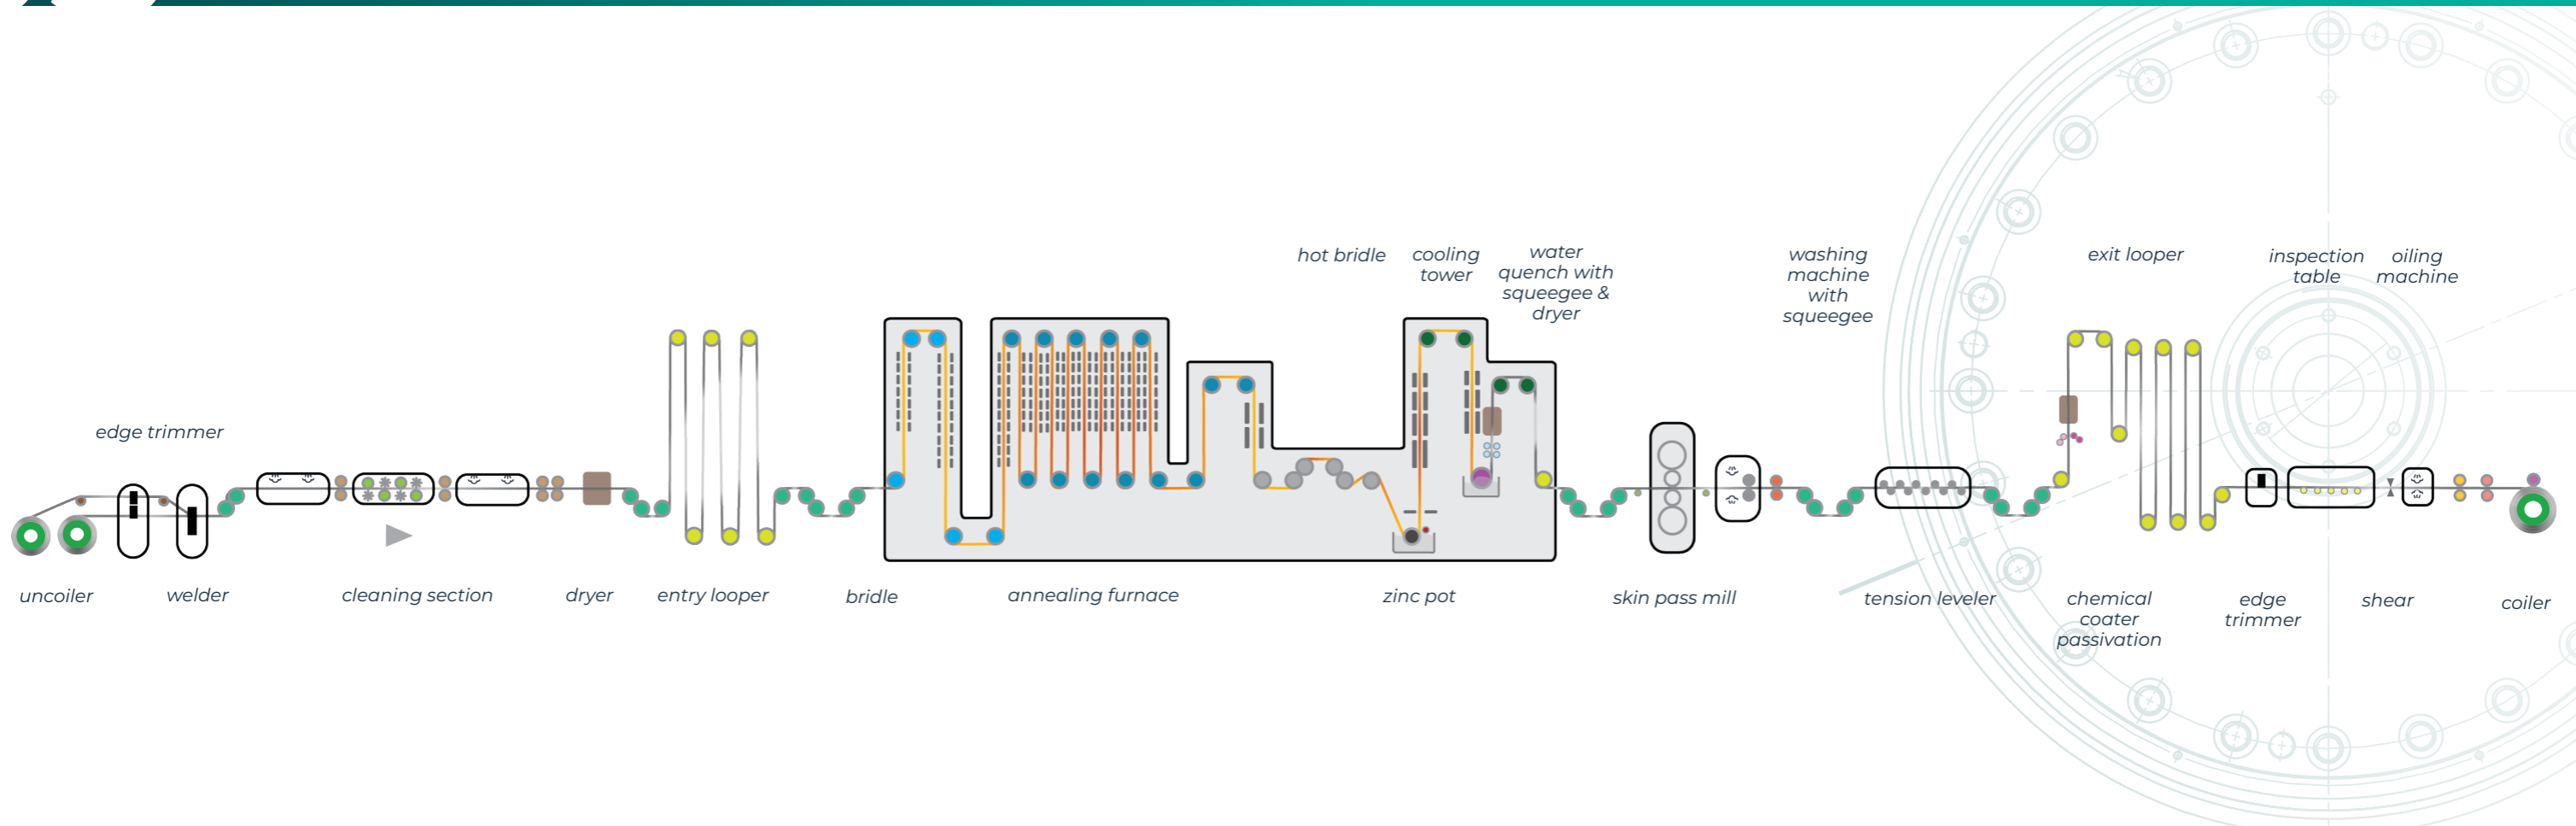 edge trimmer
uncoiler
welder
cleaning section
dryer
entry looper
bridle
annealing furnace
hot bridle
cooling
tower
water
quench with
squeegee &
dryer
zinc pot
skin pass mill
washing
machine
with
squeegee
tension leveler
exit looper
chemical
coater
passivation
inspection
table
oiling
machine
edge
trimmer
shear
coiler